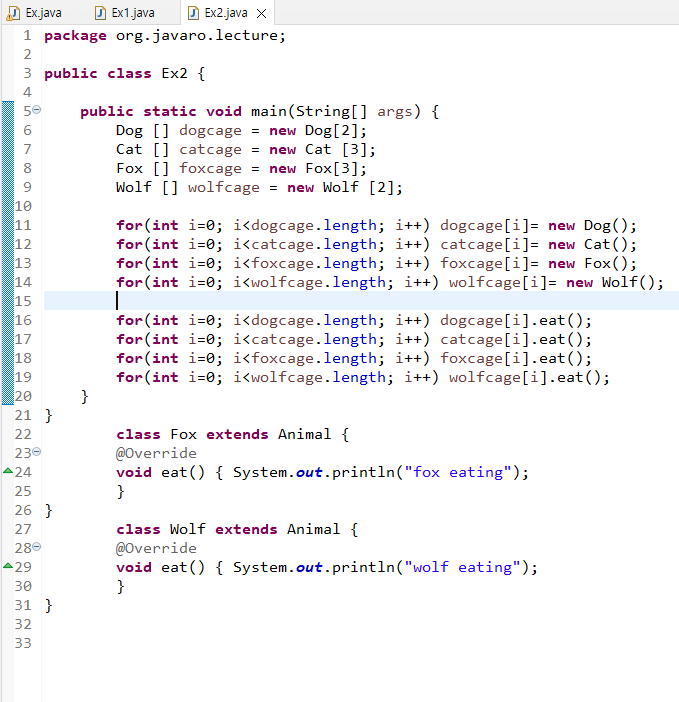 Ex.java Ex1.java Ex2.java
1 package org.javaro.lecture;
2
3 public class Ex2 {
4
5 public static void main(String[] args) {
6 Dog [] dogcage = new Dog[2];
7 Cat [] catcage = new Cat [3];
8 Fox [] foxcage = new Fox[3];
9 Wolf [] wolfcage = new Wolf [2];
10
11 for(int i=0; i<dogcage.length; i++) dogcage[i]= new Dog();
12 for(int i=0; i<catcage.length; i++) catcage[i]= new Cat();
13 for(int i=0; i<foxcage.length; i++) foxcage[i]= new Fox();
14 for(int i=0; i<wolfcage.length; i++) wolfcage[i]= new Wolf();
15
16 for(int i=0; i<dogcage.length; i++) dogcage[i].eat();
17 for(int i=0; i<catcage.length; i++) catcage[i].eat();
18 for(int i=0; i<foxcage.length; i++) foxcage[i].eat();
19 for(int i=0; i<wolfcage.length; i++) wolfcage[i].eat();
20 }
21 }
22 class Fox extends Animal {
23 @Override
24 void eat() { System.out.println("fox eating");
25 }
26 }
27 class Wolf extends Animal {
28 @Override
29 void eat() { System.out.println("wolf eating");
30 }
31 }
32
33